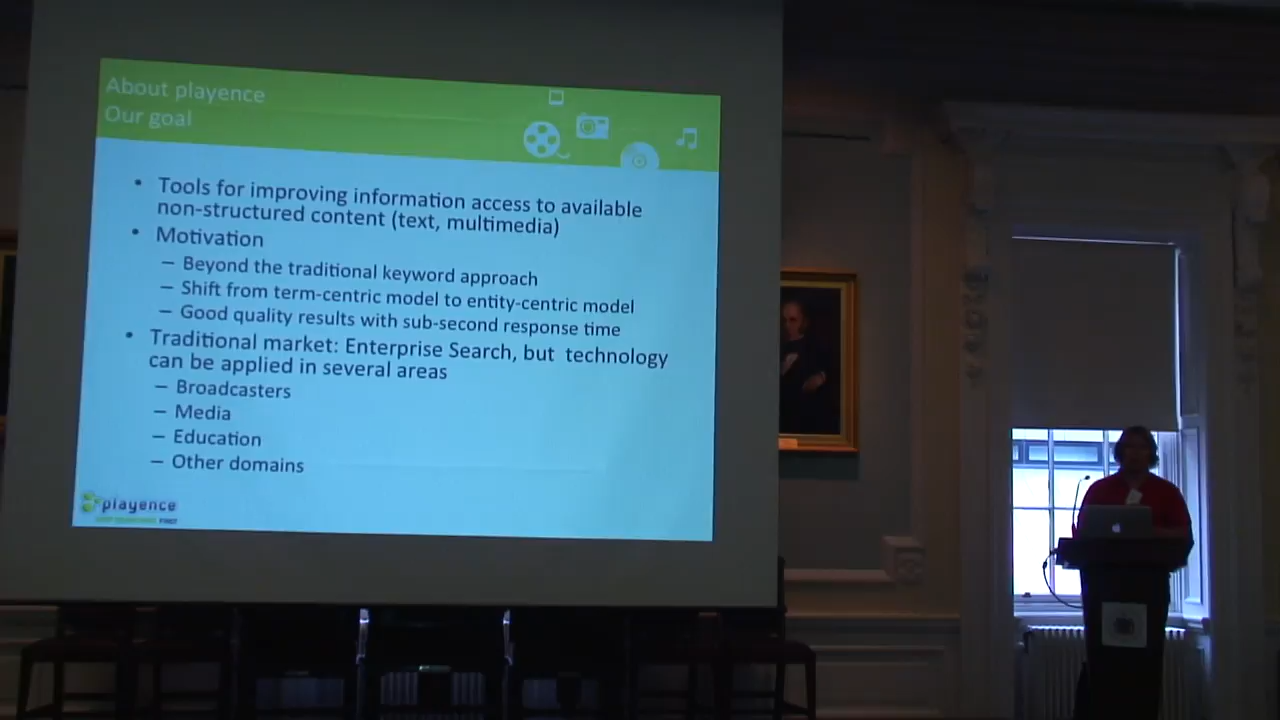 About playence
Our goal
• Tools for improving information access to available
non-structured content (text, multimedia)
• Motivation
– Beyond the traditional keyword approach
– Shift from term-centric model to entity-centric model
– Good quality results with sub-second response time
• Traditional market: Enterprise Search, but technology
can be applied in several areas
– Broadcasters
– Media
– Education
– Other domains
playence